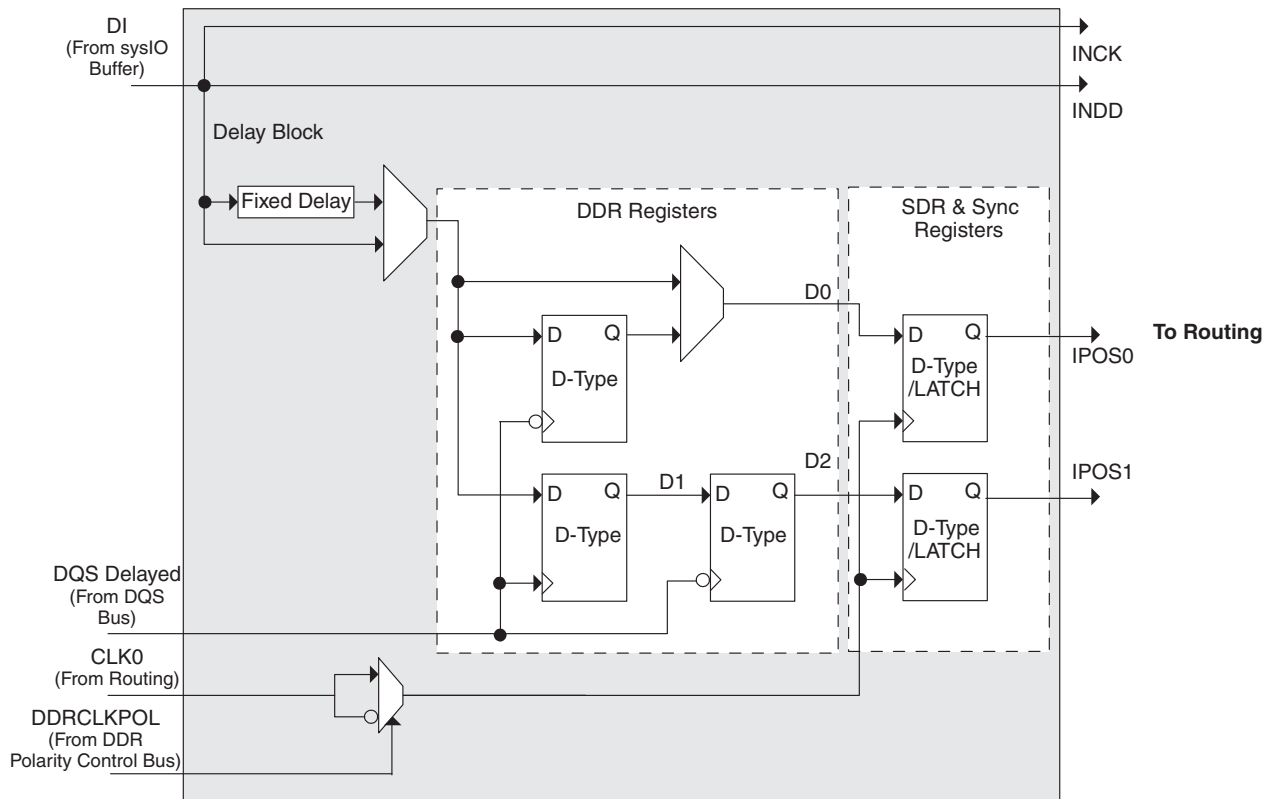 DI
(From sysIO
Buffer)
INCK
INDD
Delay Block
Fixed Delay
DDR Registers
SDR & Sync
Registers
D0
D Q
D-Type
D Q
D-Type
/LATCH
IPOS0
To Routing
D Q
D-Type
D1
D Q
D-Type
D2
D Q
D-Type
/LATCH
IPOS1
DQS Delayed
(From DQS
Bus)
CLK0
(From Routing)
DDRCLKPOL
(From DDR
Polarity Control Bus)